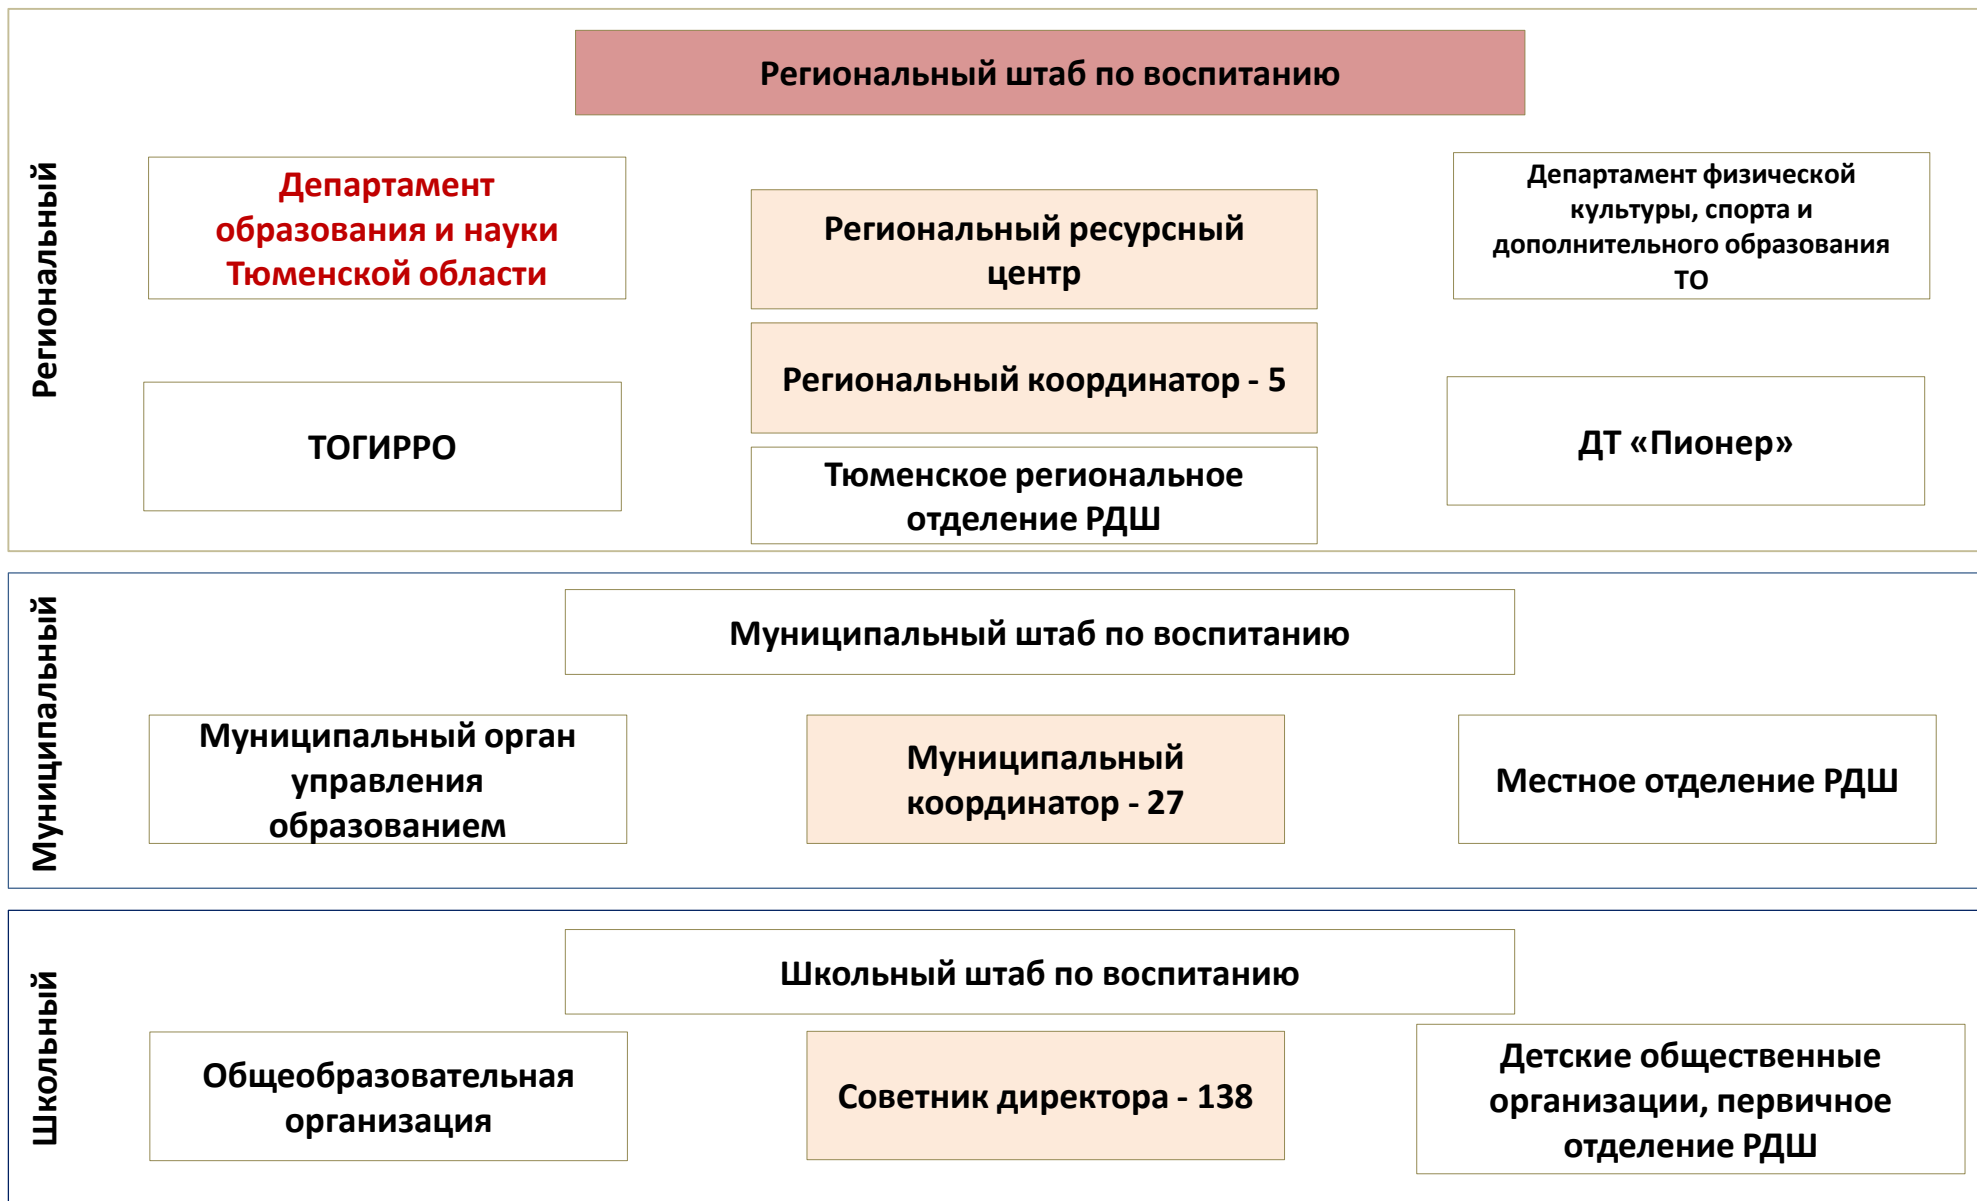 Региональный
Региональный штаб по воспитанию
Департамент
образования и науки
Тюменской области
Региональный ресурсный
центр
Департамент физической
культуры, спорта и
дополнительного образования
ТО
Региональный координатор - 5
ТОГИРРО
ДТ «Пионер»
Тюменское региональное
отделение РДШ
Муниципальный
Муниципальный штаб по воспитанию
Муниципальный орган
управления
образованием
Муниципальный
координатор - 27
Местное отделение РДШ
Школьный
Школьный штаб по воспитанию
Общеобразовательная
организация
Советник директора - 138
Детские общественные
организации, первичное
отделение РДШ